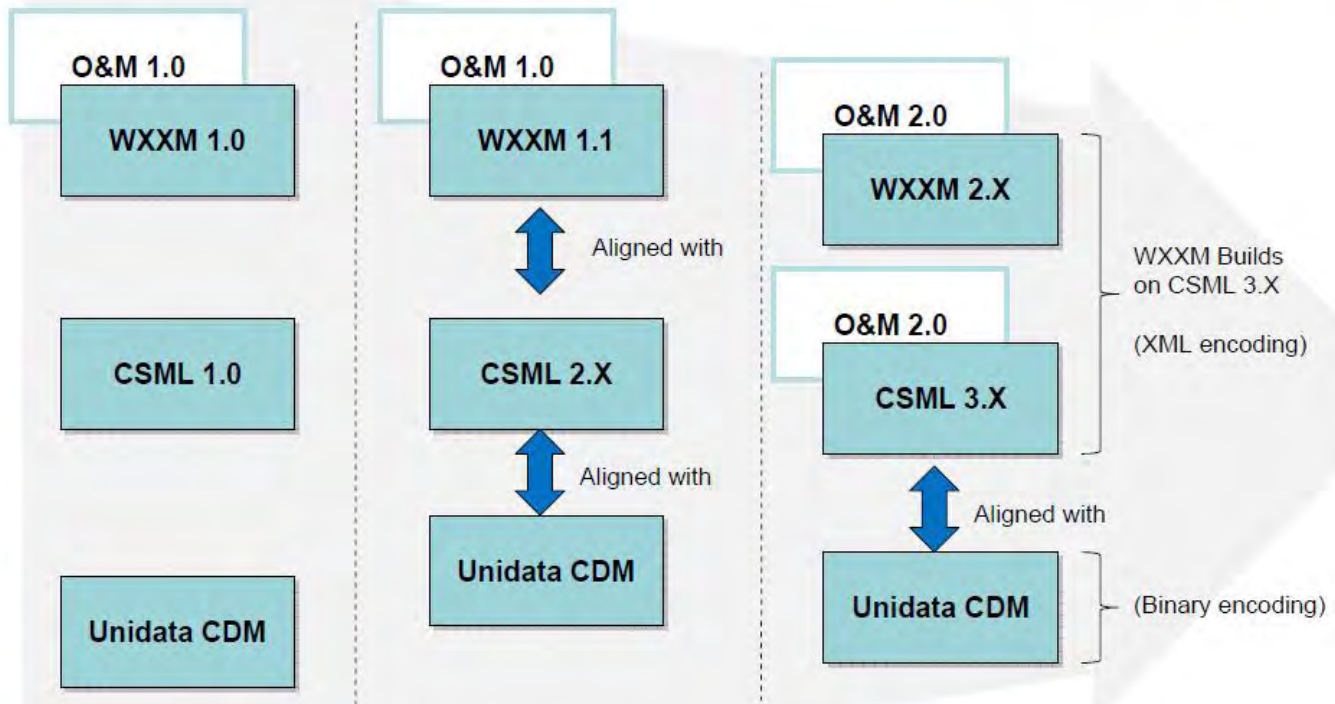 O&M 1.0
WXXM 1.0
CSML 1.0
Unidata CDM
O&M 1.0
WXXM 1.1
Aligned with
CSML 2.X
Aligned with
Unidata CDM
O&M 2.0
WXXM 2.X
O&M 2.0
CSML 3.X
WXXM Builds
on CSML 3.X
(XML encoding)
Aligned with
Unidata CDM
(Binary encoding)